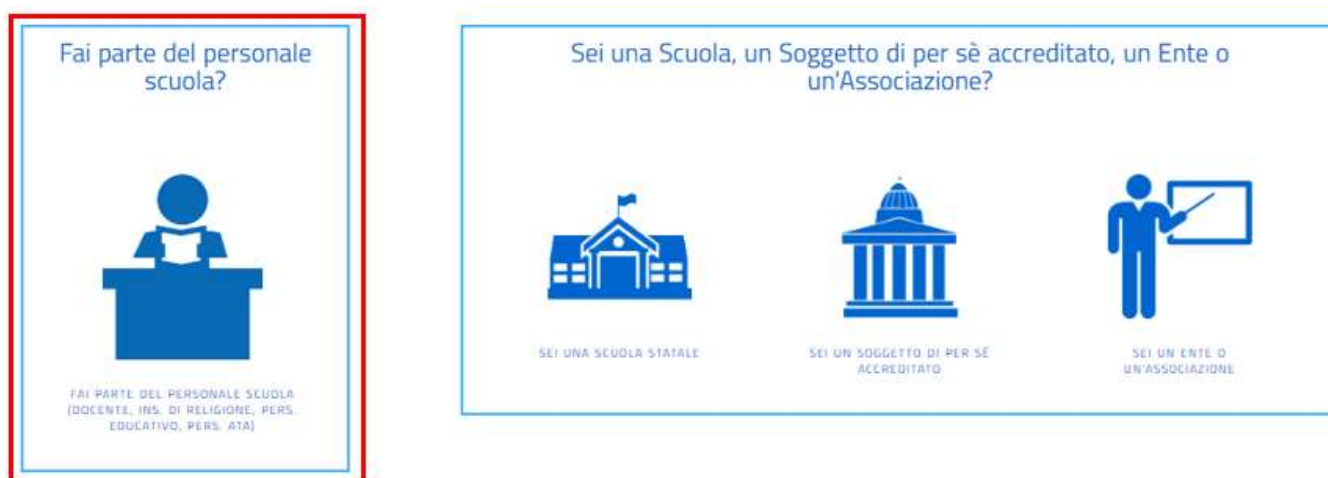 Fai parte del personale
scuola?
FAI PARTE DEL PERSONALE SCUOLA
(DOCENTE, INS. DI RELIGIONE, PERS.
EDUCATIVO, PERS. ATA)
Sei una Scuola, un Soggetto di per sè accreditato, un Ente o
un'Associazione?
SEI UNA SCUOLA STATALE
SEI UN SOGGETTO DI PER SÉ
ACCREDITATO
SEI UN ENTE O
UN'ASSOCIAZIONE